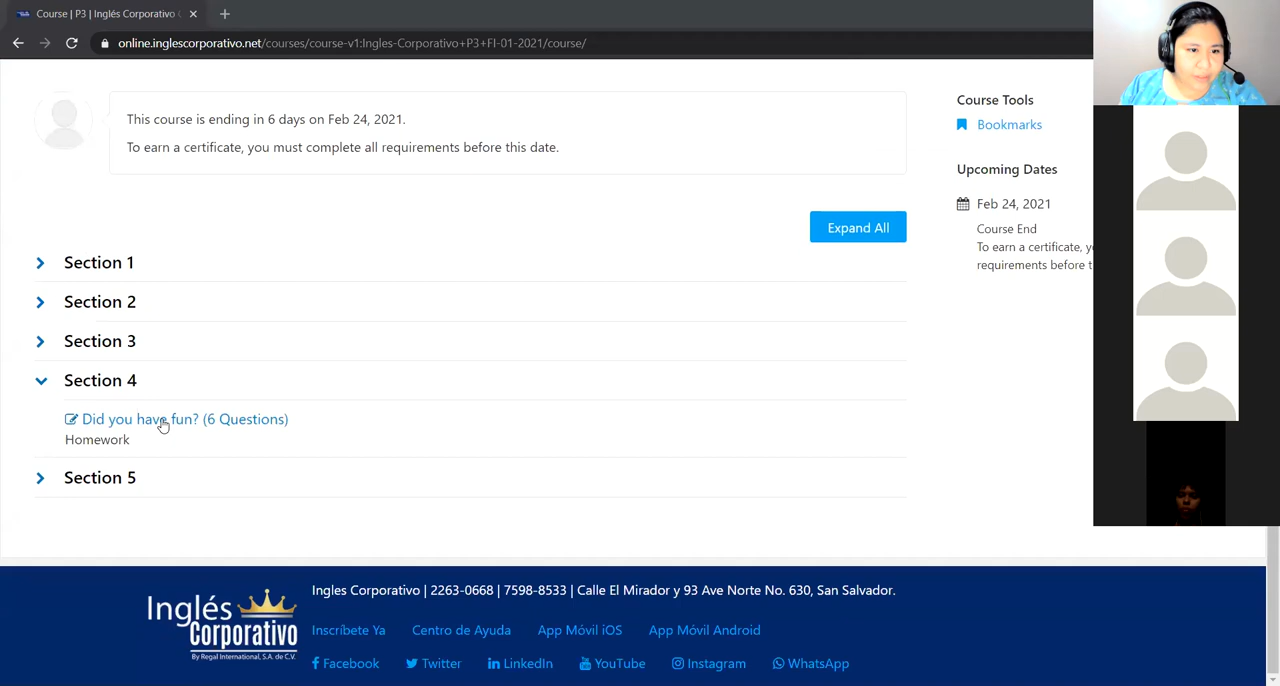 Course | P3 | Inglés Corporativo
online.inglescorporativo.net/courses/course-v1:Ingles-Corporativo+P3+FI-01-2021/course/
This course is ending in 6 days on Feb 24, 2021.
To earn a certificate, you must complete all requirements before this date.
Expand All
Section 1
Section 2
Section 3
Section 4
Did you have fun? (6 Questions)
Homework
Section 5
Course Tools
Bookmarks
Upcoming Dates
Feb 24, 2021
Course End
To earn a certificate,
requirements before
Inglés
Corporativo
By Regal International, S.A. de C.V.
Ingles Corporativo | 2263-0668 | 7598-8533 | Calle El Mirador y 93 Ave Norte No. 630, San Salvador.
Inscríbete Ya Centro de Ayuda App Móvil iOS App Móvil Android
Facebook Twitter LinkedIn YouTube Instagram WhatsApp